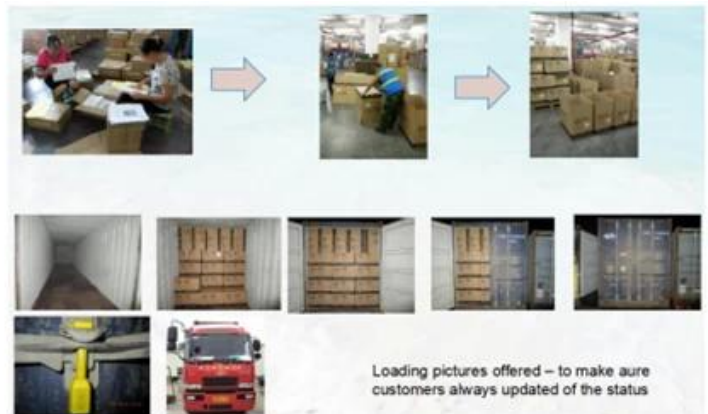 Loading pictures offered – to make aure
customers always updated of the status